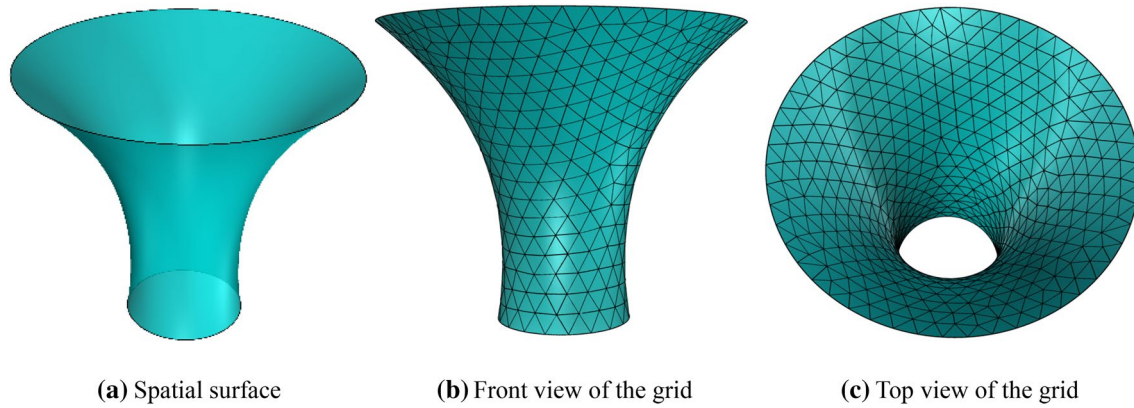 (a) Spatial surface
(b) Front view of the grid
(c) Top view of the grid